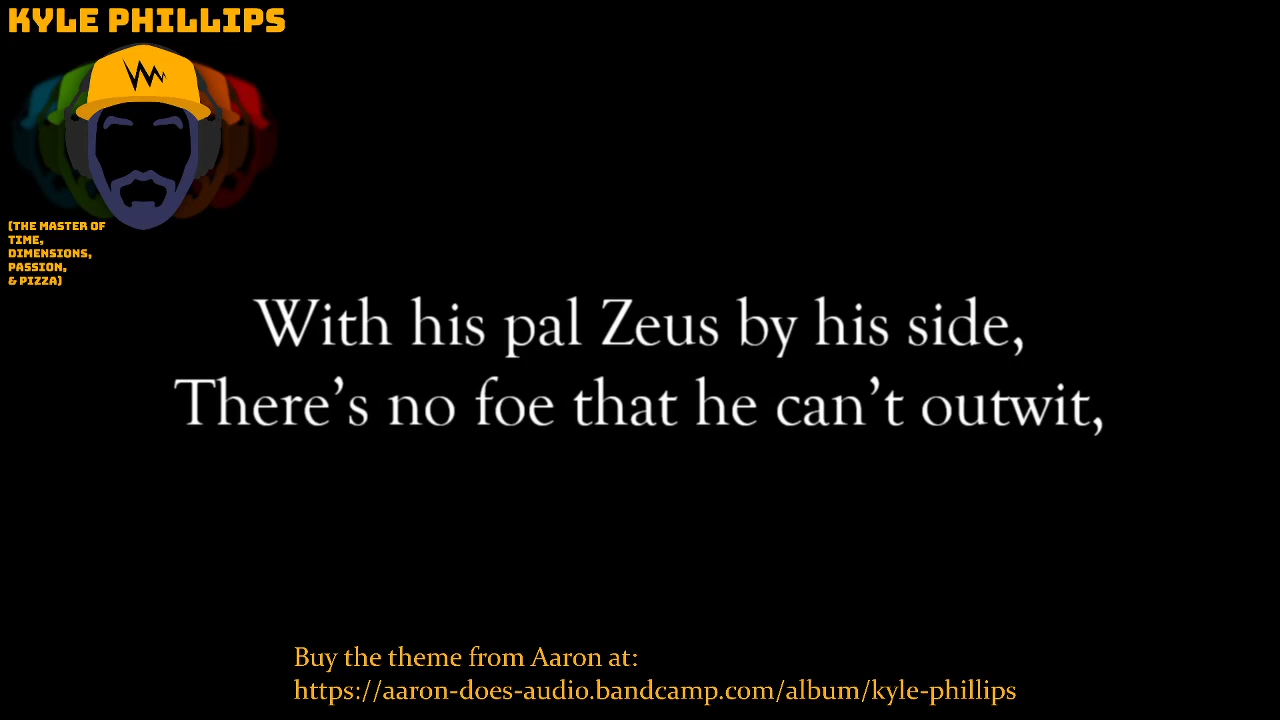 KYLE PHILLIPS
(THE MASTER OF
TIME,
DIMENSIONS,
PASSION,
& PIZZA)
With his pal Zeus by his side,
There’s no foe that he can’t outwit,
Buy the theme from Aaron at:
https://aaron-does-audio.bandcamp.com/album/kyle-phillips